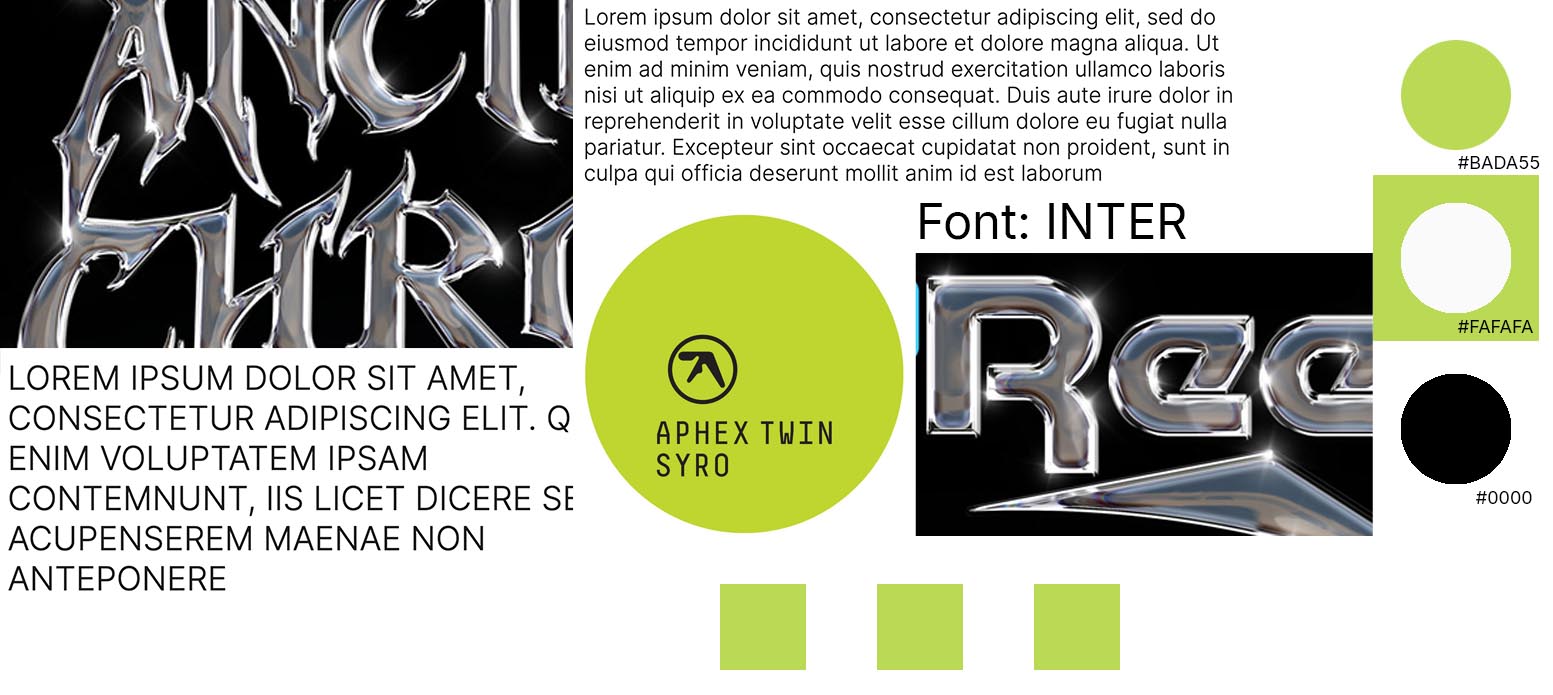 ANCI
CHRO
LOREM IPSUM DOLOR SIT AMET,
CONSECTETUR ADIPISCING ELIT. Q
ENIM VOLUPTATEM IPSAM
CONTEMNUNT, IIS LICET DICERE SE
ACUPENSEREM MAENAE NON
ANTEPONERE
Lorem ipsum dolor sit amet, consectetur adipiscing elit, sed do
eiusmod tempor incididunt ut labore et dolore magna aliqua. Ut
enim ad minim veniam, quis nostrud exercitation ullamco laboris
nisi ut aliquip ex ea commodo consequat. Duis aute irure dolor in
reprehenderit in voluptate velit esse cillum dolore eu fugiat nulla
pariatur. Excepteur sint occaecat cupidatat non proident, sunt in
culpa qui officia deserunt mollit anim id est laborum
APHEX TWIN
SYRO
Font: INTER
Ree
#BADA55
#FAFAFA
#0000